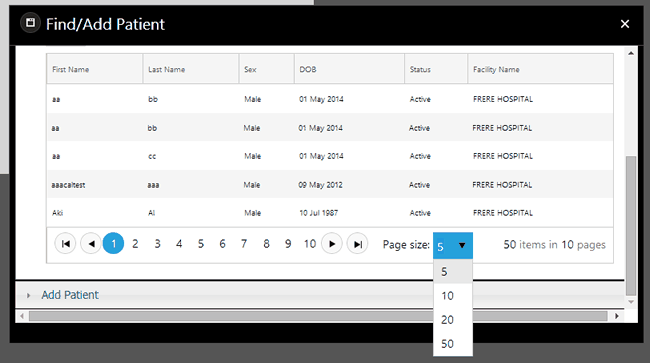 Find/Add Patient
First Name Last Name Sex DOB Status Facility Name
aa bb Male 01 May 2014 Active FRERE HOSPITAL
aa bb Male 01 May 2014 Active FRERE HOSPITAL
aa cc Male 01 May 2014 Active FRERE HOSPITAL
aaacaltest aaa Male 09 May 2012 Active FRERE HOSPITAL
Aki Al Male 10 Jul 1987 Active FRERE HOSPITAL
1 2 3 4 5 6 7 8 9 10 Page size: 5 50 items in 10 pages
5
10
20
50
Add Patient